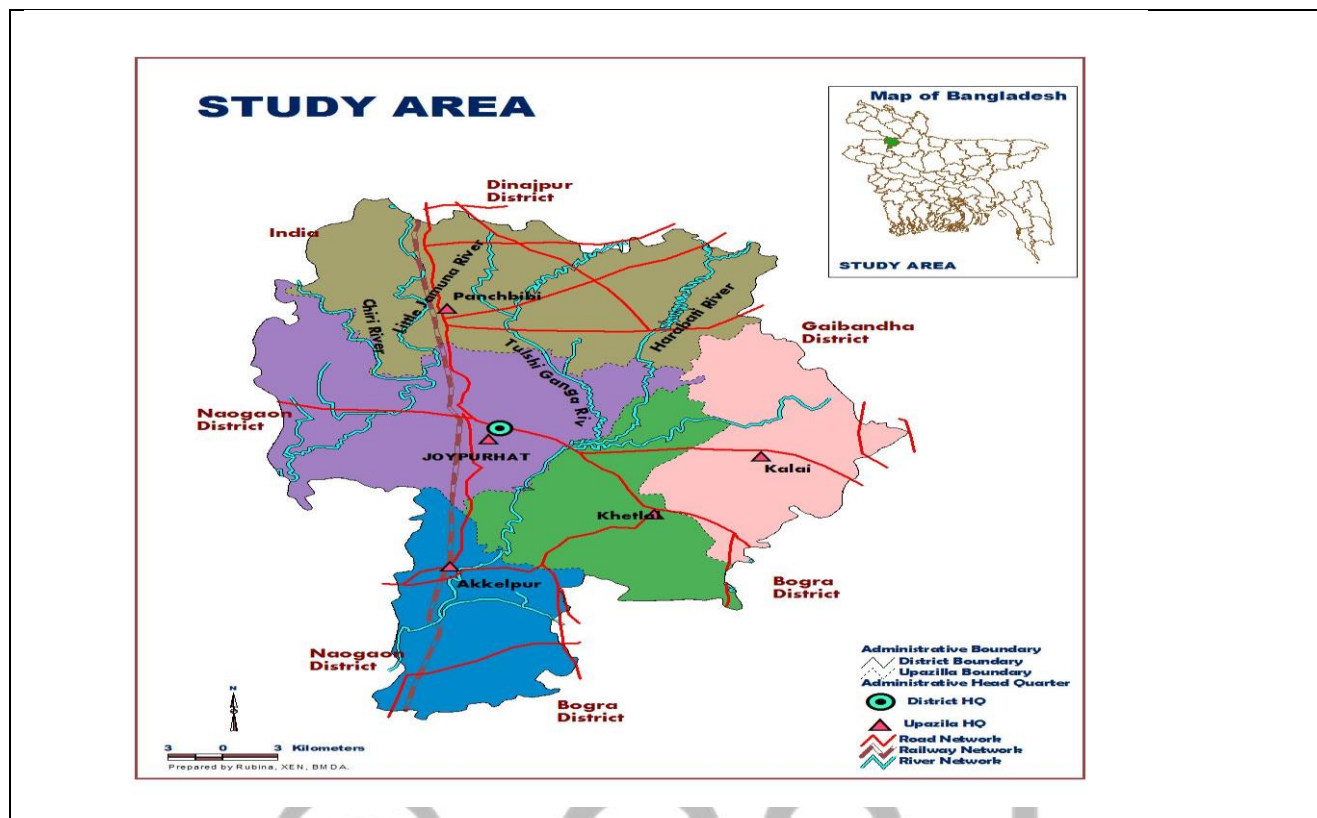 STUDY AREA
Map of Bangladesh
STUDY AREA
Dinajpur
District
India
Chiri River
Little Jamuna River
Panchbibi
Tulshi Ganga Riv
Harabati River
Gaibandha
District
Naogaon
District
JOYPURHAT
Kalai
Khetlal
Akkelpur
Bogra
District
Naogaon
District
Bogra
District
N
3 0 3 Kilometers
Prepared by Rubina, XEN, BMDA.
Administrative Boundary
District Boundary
Upazilla Boundary
Administrative Head Quarter
District HQ
Upazila HQ
Road Network
Railway Network
River Network